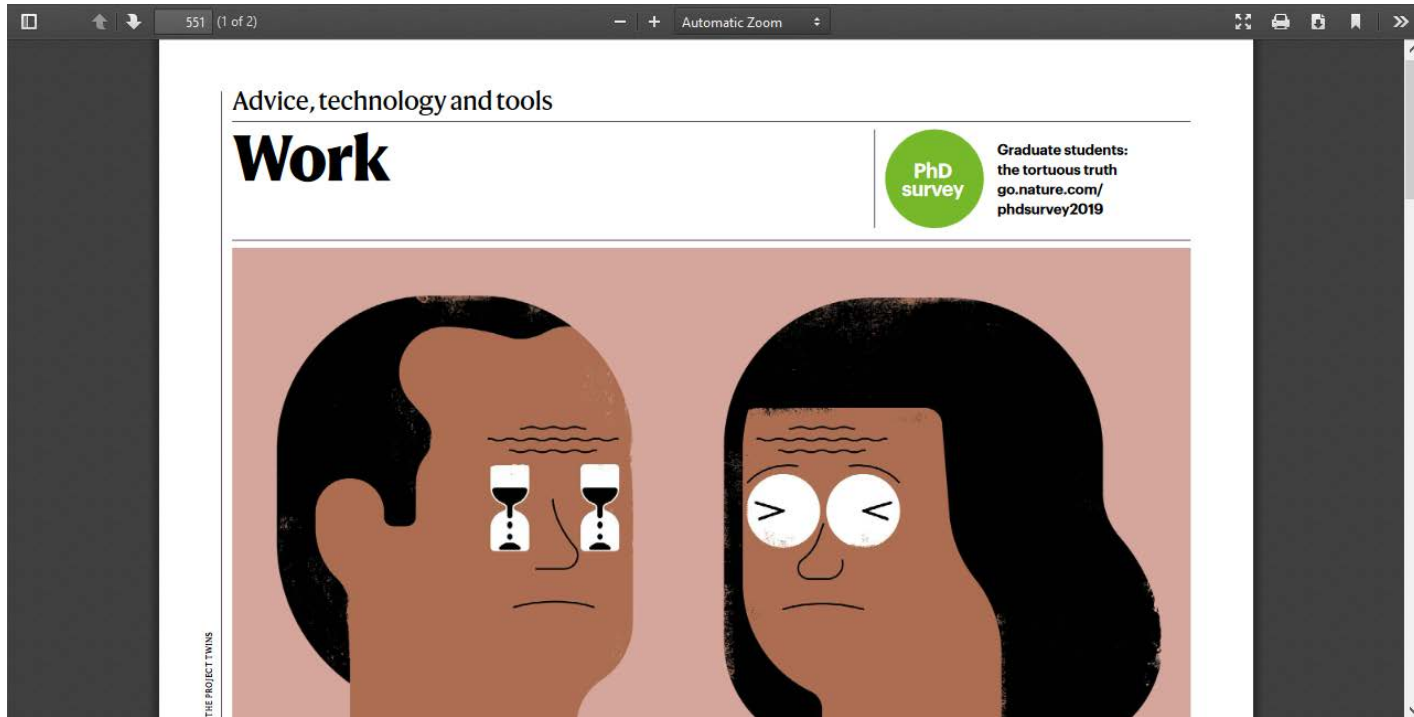 551 (1 of 2) − + Automatic Zoom
Advice, technology and tools
Work
PhD
survey
Graduate students:
the tortuous truth
go.nature.com/
phdsurvey2019
THE PROJECT TWINS